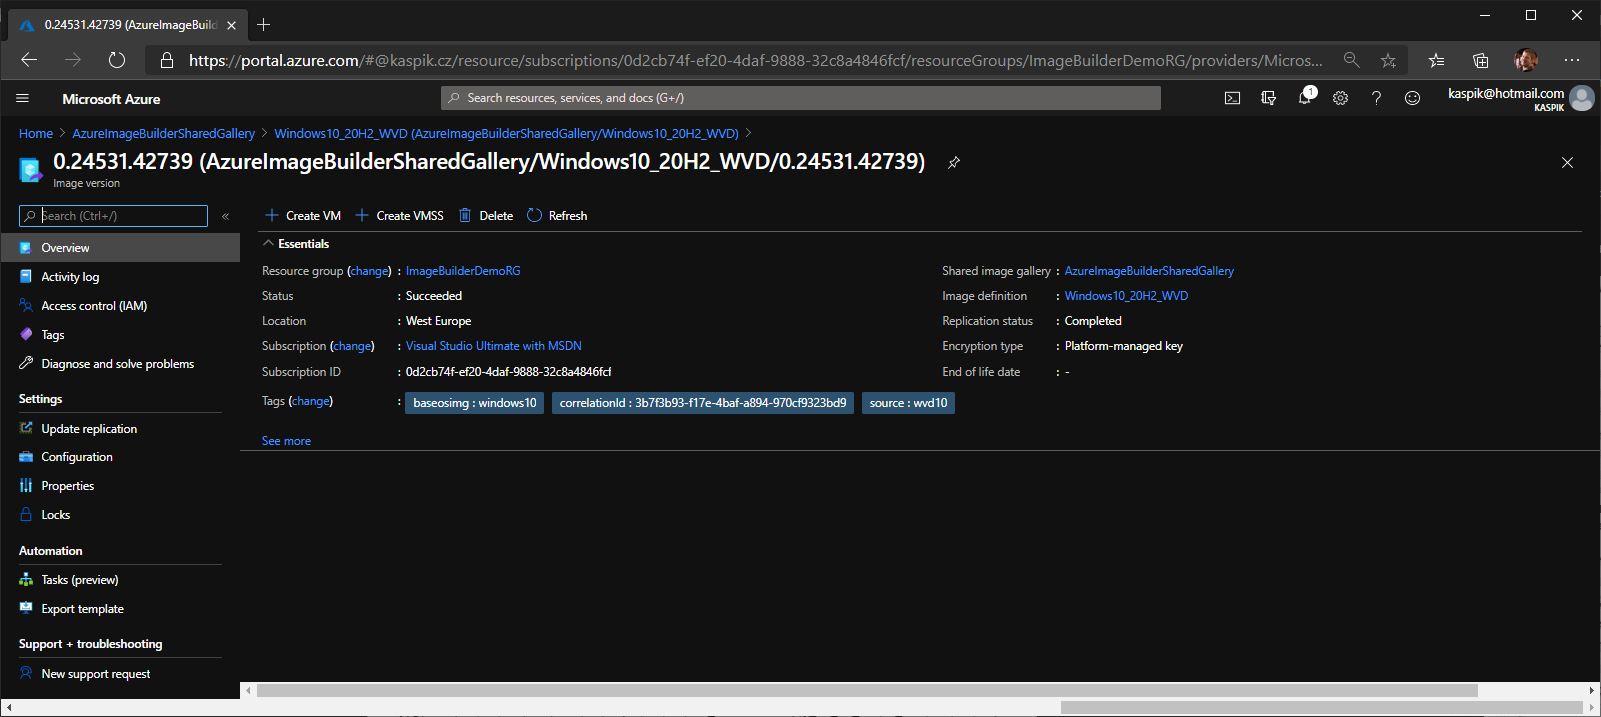 0.24531.42739 (AzureImageBuild
https://portal.azure.com/#@kaspik.cz/resource/subscriptions/0d2cb74f-ef20-4daf-9888-32c8a4846fcf/resourceGroups/ImageBuilderDemoRG/providers/Micros...
Microsoft Azure
Search resources, services, and docs (G+/)
1
kaspik@hotmail.com
KASPIK
Home > AzureImageBuilderSharedGallery > Windows10_20H2_WVD (AzureImageBuilderSharedGallery/Windows10_20H2_WVD) >
0.24531.42739 (AzureImageBuilderSharedGallery/Windows10_20H2_WVD/0.24531.42739)
Image version
Search (Ctrl+/)
«
Overview
Activity log
Access control (IAM)
Tags
Diagnose and solve problems
Settings
Update replication
Configuration
Properties
Locks
Automation
Tasks (preview)
Export template
Support + troubleshooting
New support request
Create VM
Create VMSS
Delete
Refresh
Essentials
Resource group (change) : ImageBuilderDemoRG
Status : Succeeded
Location : West Europe
Subscription (change) : Visual Studio Ultimate with MSDN
Subscription ID : 0d2cb74f-ef20-4daf-9888-32c8a4846fcf
Shared image gallery : AzureImageBuilderSharedGallery
Image definition : Windows10_20H2_WVD
Replication status : Completed
Encryption type : Platform-managed key
End of life date : -
Tags (change) : baseosimg : windows10 correlationId : 3b7f3b93-f17e-4baf-a894-970cf9323bd9 source : wvd10
See more